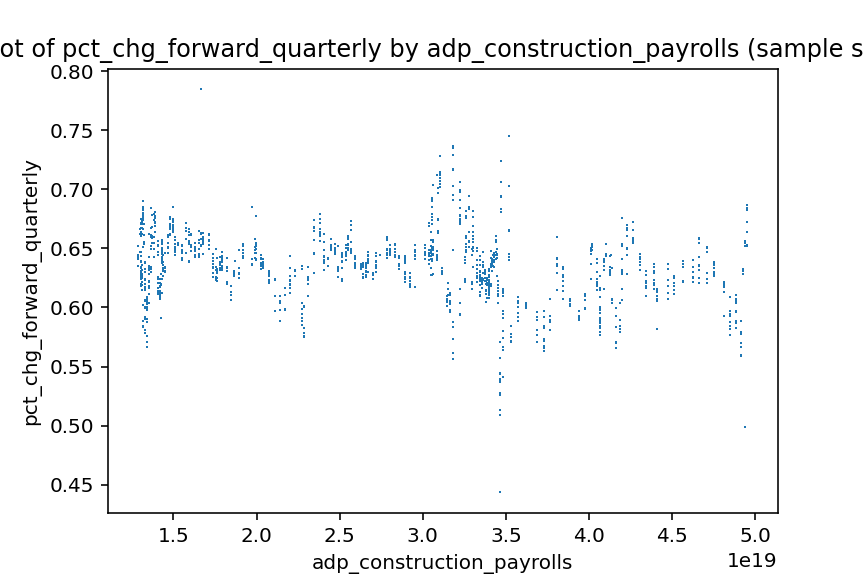 ot of pct_chg_forward_quarterly by adp_construction_payrolls (sample s
0.80
0.75
0.70
0.65
0.60
0.55
0.50
0.45
pct_chg_forward_quarterly
1.5 2.0 2.5 3.0 3.5 4.0 4.5 5.0
1e19
adp_construction_payrolls